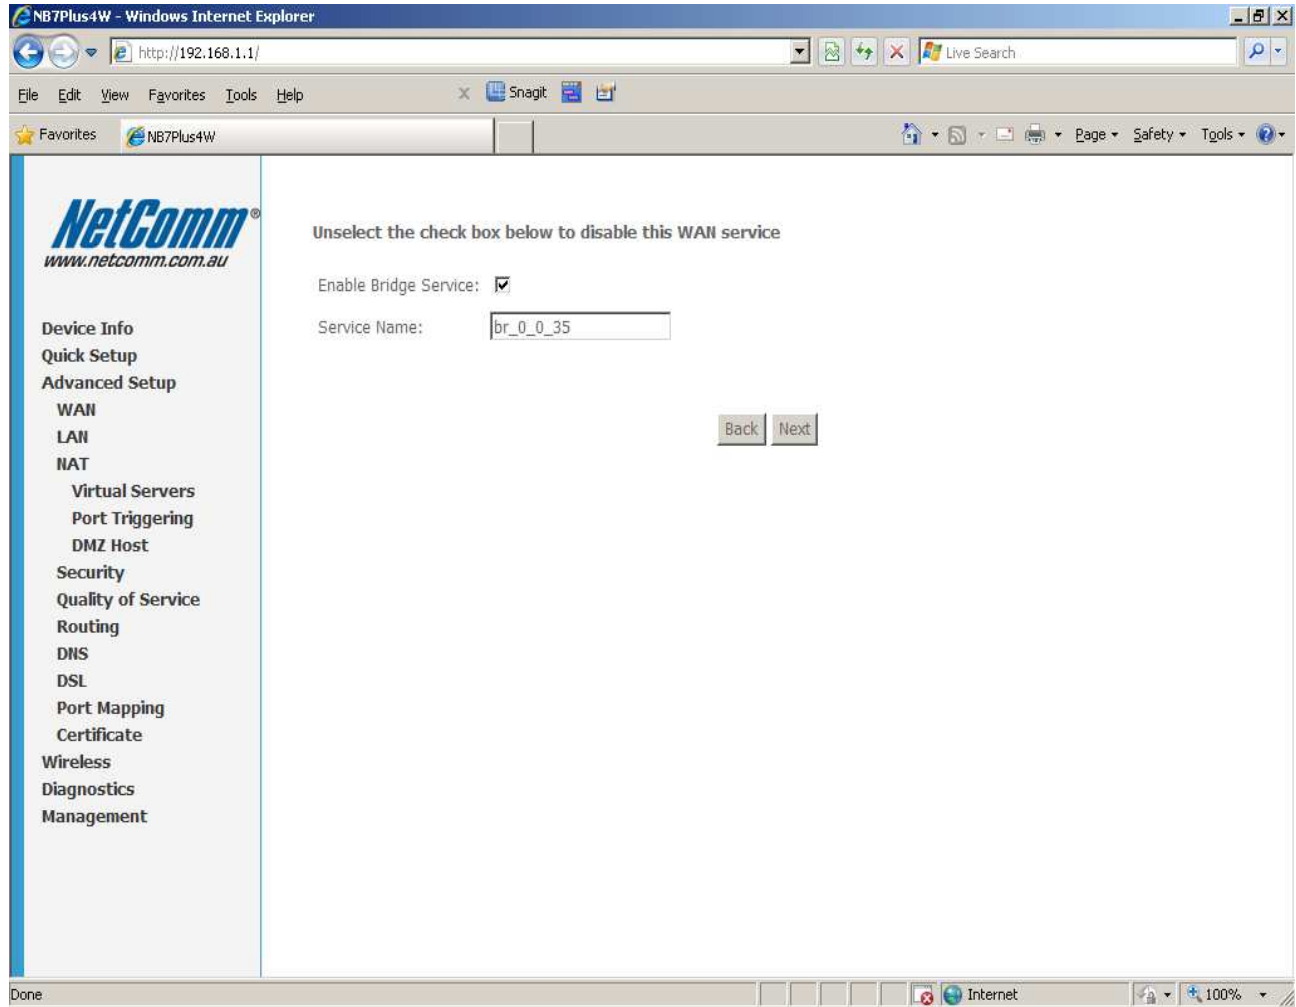 NB7Plus4W - Windows Internet Explorer
http://192.168.1.1/
Live Search
File Edit View Favorites Tools Help
x Snagit
Favorites NB7Plus4W
Page Safety Tools
NetComm®
www.netcomm.com.au
Unselect the check box below to disable this WAN service
Enable Bridge Service:
Service Name: br_0_0_35
Back Next
Device Info
Quick Setup
Advanced Setup
WAN
LAN
NAT
Virtual Servers
Port Triggering
DMZ Host
Security
Quality of Service
Routing
DNS
DSL
Port Mapping
Certificate
Wireless
Diagnostics
Management
Done Internet 100%